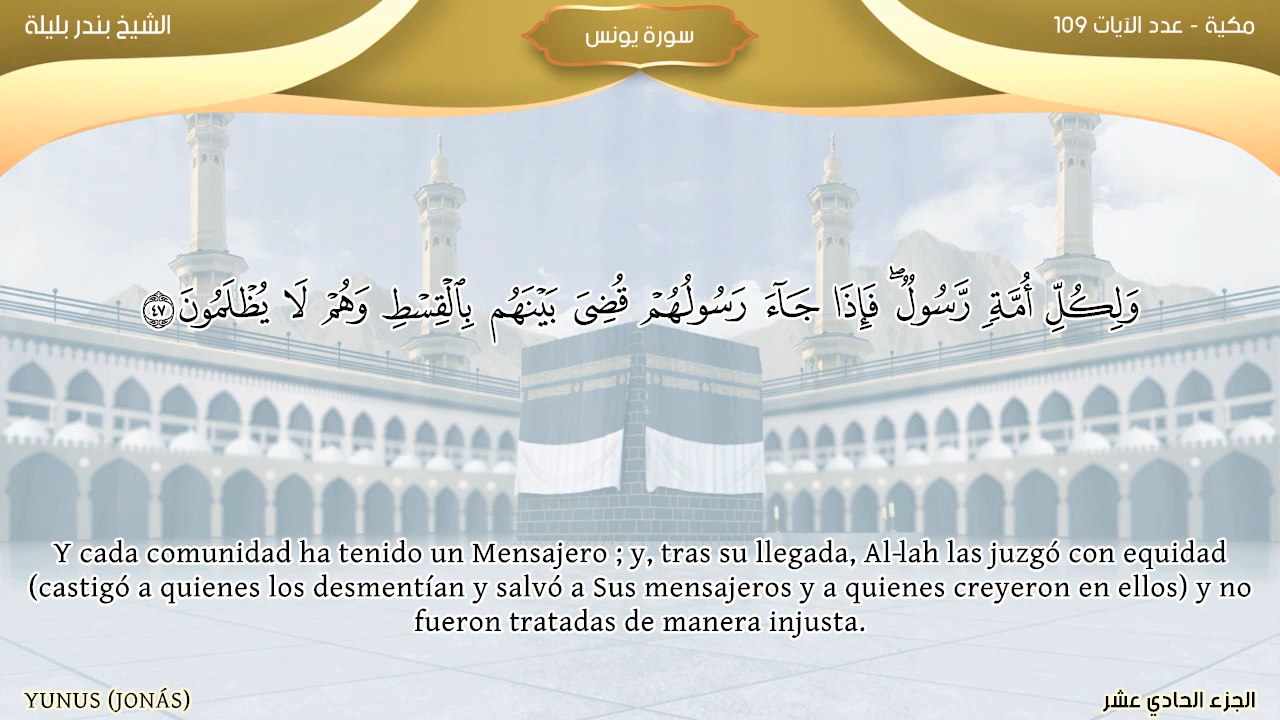 مكية - عدد الآيات 109
سورة يونس
الشيخ بندر بليلة
وَلِكُلِّ أُمَّةٍ رَّسُولٌ ۖ فَإِذَا جَآءَ رَسُولُهُمْ قُضِىَ بَيْنَهُم بِٱلْقِسْطِ وَهُمْ لَا يُظْلَمُونَ ٤٧
Y cada comunidad ha tenido un Mensajero ; y, tras su llegada, Al-lah las juzgó con equidad
(castigó a quienes los desmentían y salvó a Sus mensajeros y a quienes creyeron en ellos) y no
fueron tratadas de manera injusta.
YUNUS (JONÁS)
الجزء الحادي عشر